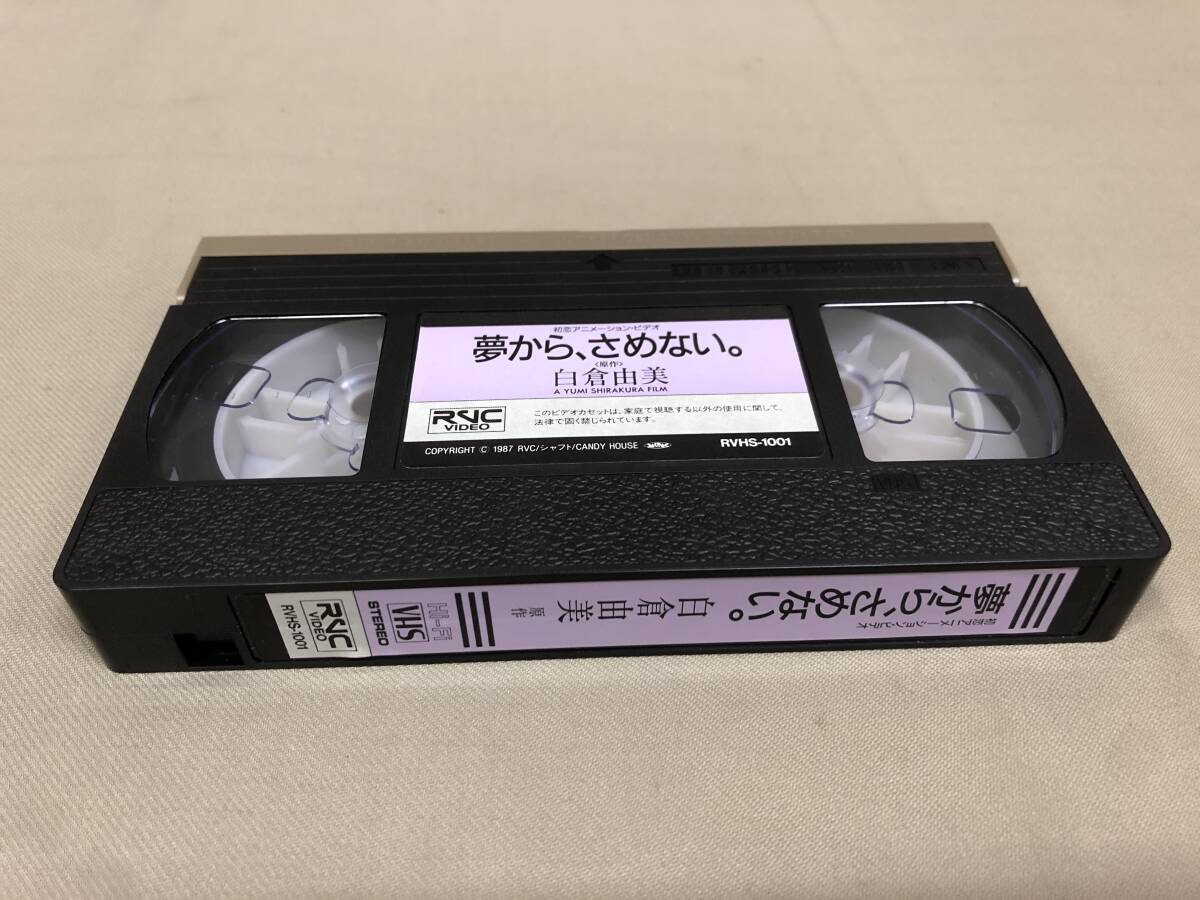 初恋アニメーション・ビデオ
夢から、さめない。
〈原作〉
白倉由美
A YUMI SHIRAKURA FILM
RVC
VIDEO
このビデオカセットは、家庭で視聴する以外の使用に関して、
法律で固く禁じられています。
COPYRIGHT © 1987 RVC/シャフト/CANDY HOUSE
RVHS-1001
初恋アニメーション・ビデオ
夢から、さめない。
原作
白倉由美
HI-FI
VHS
STEREO
RVC
VIDEO
RVHS-1001